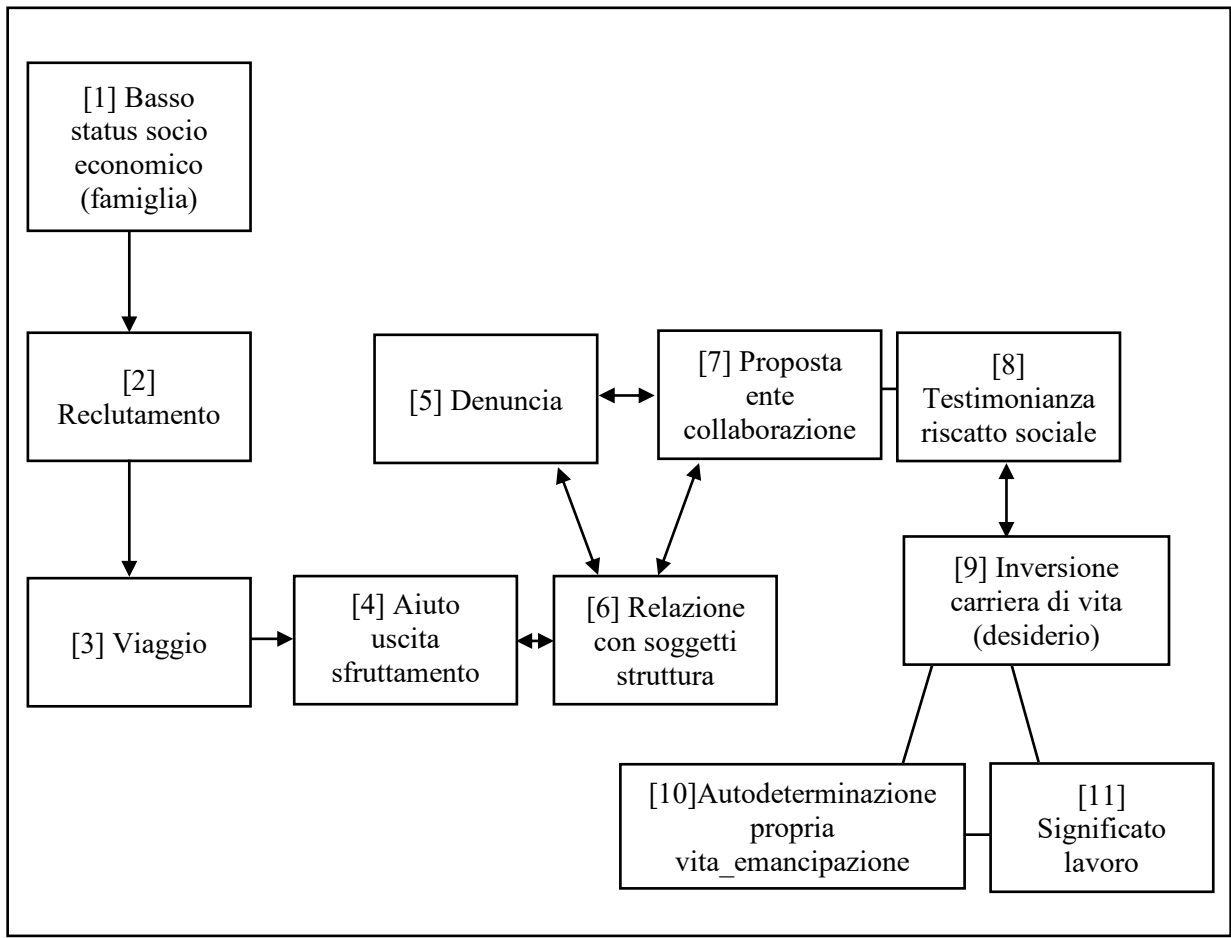 [1] Basso
status socio
economico
(famiglia)
[2]
Reclutamento
[3] Viaggio
[4] Aiuto
uscita
sfruttamento
[5] Denuncia
[6] Relazione
con soggetti
struttura
[7] Proposta
ente
collaborazione
[8]
Testimonianza
riscatto sociale
[9] Inversione
carriera di vita
(desiderio)
[10]Autodeterminazione
propria
vita_emancipazione
[11]
Significato
lavoro